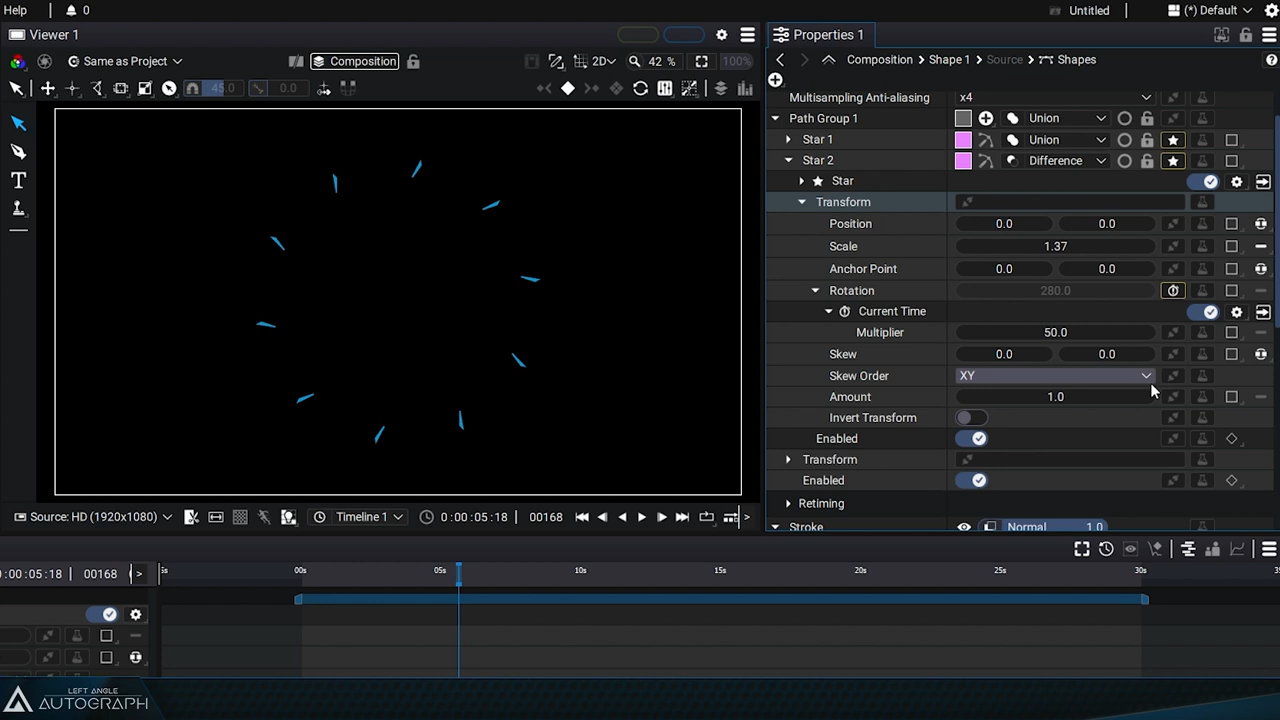 Help 0 Untitled (*) Default
Viewer 1 Properties 1
Same as Project Composition 2D 42 % 100%
Composition > Shape 1 > Source > Shapes
45.0 0.0
Multisampling Anti-aliasing x4
Path Group 1 Union
Star 1 Union
Star 2 Difference
Star
Transform
Position 0.0 0.0
Scale 1.37
Anchor Point 0.0 0.0
Rotation 280.0
Current Time
Multiplier 50.0
Skew 0.0 0.0
Skew Order XY
Amount 1.0
Invert Transform
Enabled
Transform
Enabled
Retiming
Stroke Normal 1.0
Source: HD (1920x1080) Timeline 1 0:00:05:18 00168
:00:05:18 00168 5s 00s 05s 10s 15s 20s 25s 30s
LEFT ANGLE
AUTOGRAPH